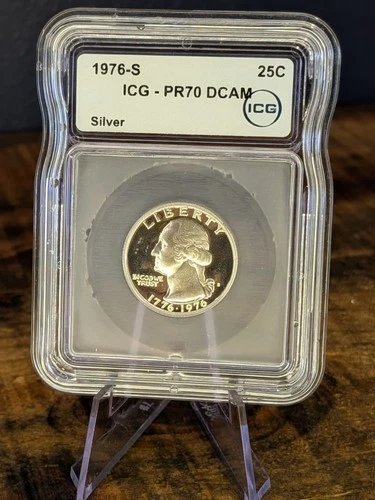 1976-S 25C
ICG - PR70 DCAM
ICG
Silver
LIBERTY
IN GOD WE
TRUST
S
1776-1976